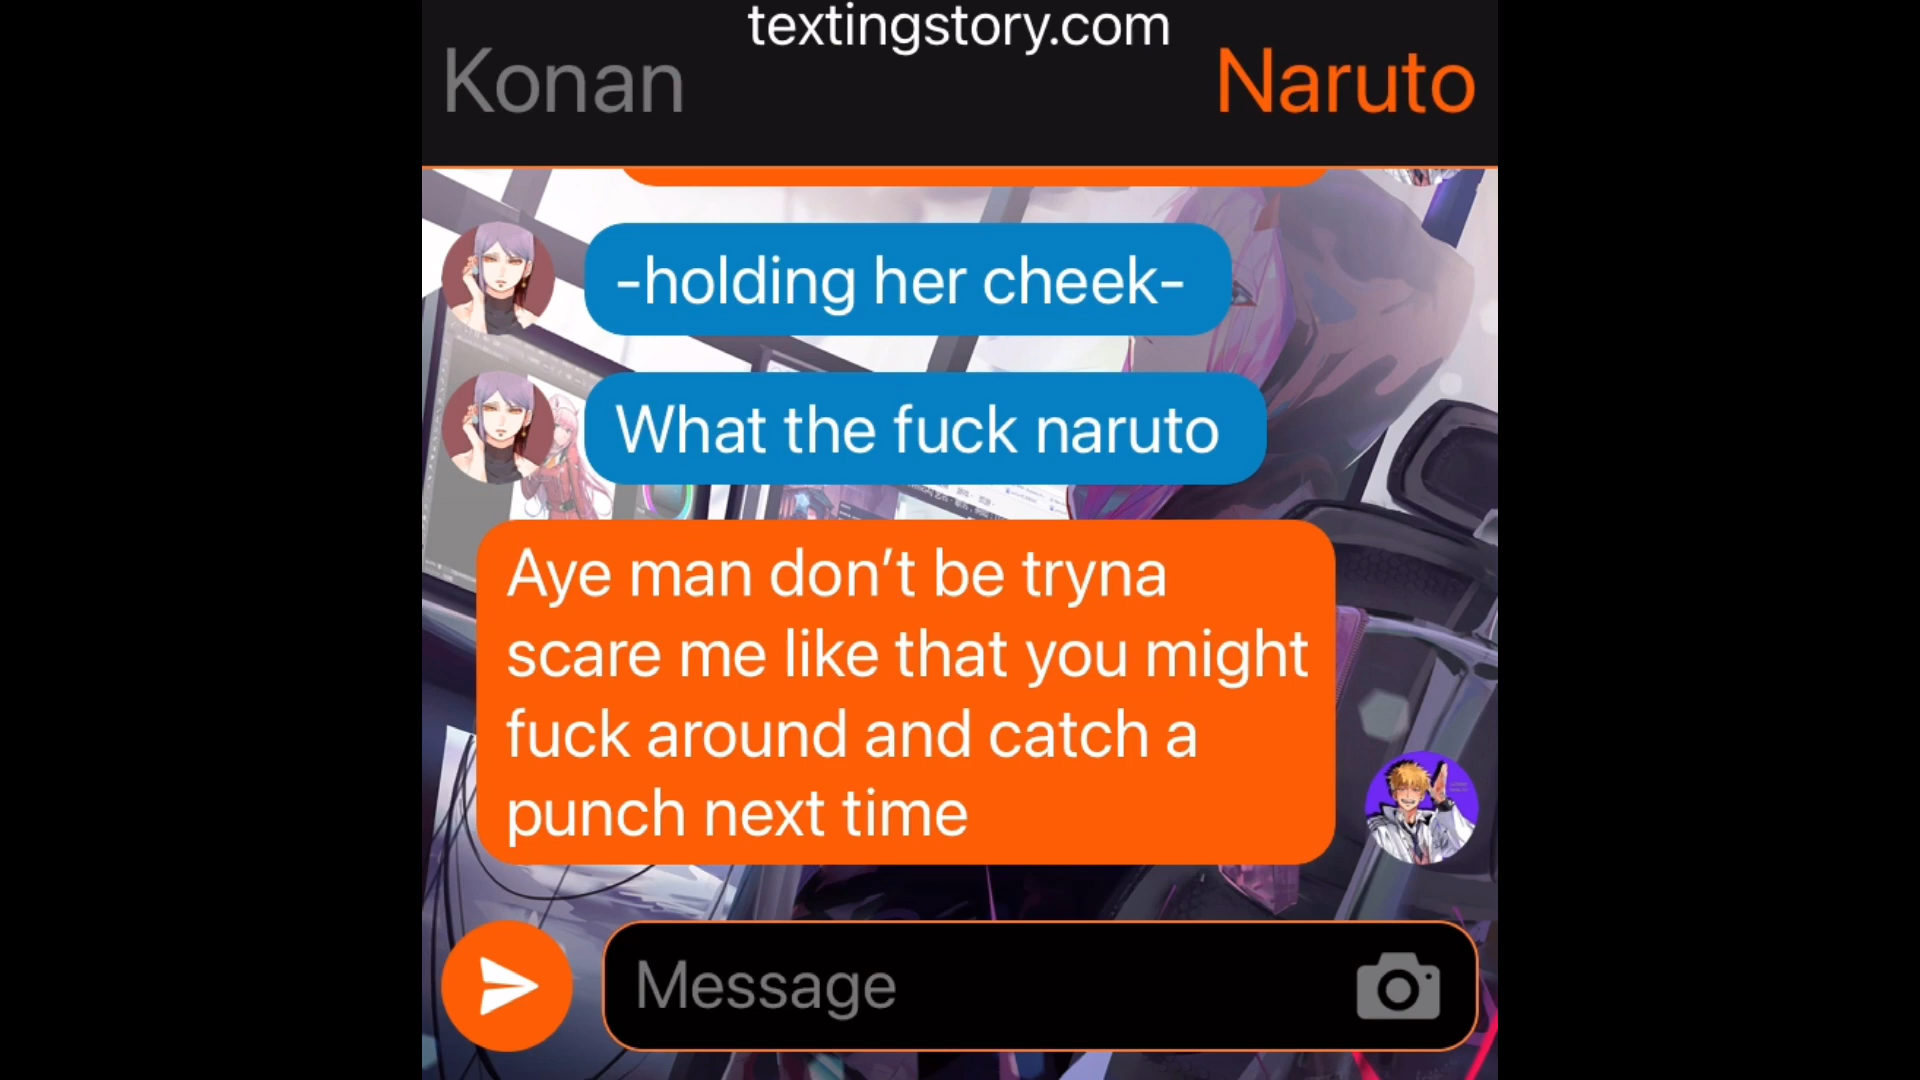 textingstory.com
Konan
Naruto
-holding her cheek-
What the fuck naruto
Aye man don’t be tryna
scare me like that you might
fuck around and catch a
punch next time
Message